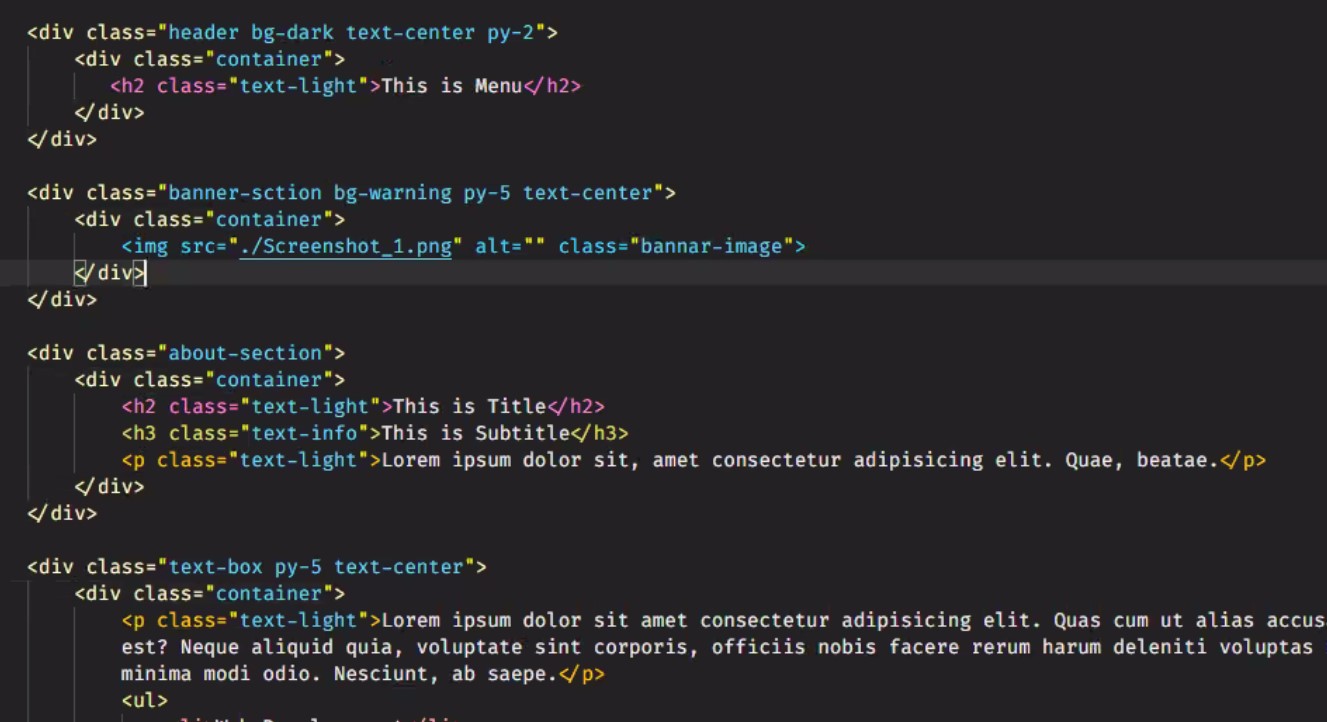 <div class="header bg-dark text-center py-2">
<div class="container">
<h2 class="text-light">This is Menu</h2>
</div>
</div>
<div class="banner-sction bg-warning py-5 text-center">
<div class="container">
<img src="./Screenshot_1.png" alt="" class="bannar-image">
</div>
</div>
<div class="about-section">
<div class="container">
<h2 class="text-light">This is Title</h2>
<h3 class="text-info">This is Subtitle</h3>
<p class="text-light">Lorem ipsum dolor sit, amet consectetur adipisicing elit. Quae, beatae.</p>
</div>
</div>
<div class="text-box py-5 text-center">
<div class="container">
<p class="text-light">Lorem ipsum dolor sit amet consectetur adipisicing elit. Quas cum ut alias accus
est? Neque aliquid quia, voluptate sint corporis, officiis nobis facere rerum harum deleniti voluptas
minima modi odio. Nesciunt, ab saepe.</p>
<ul>